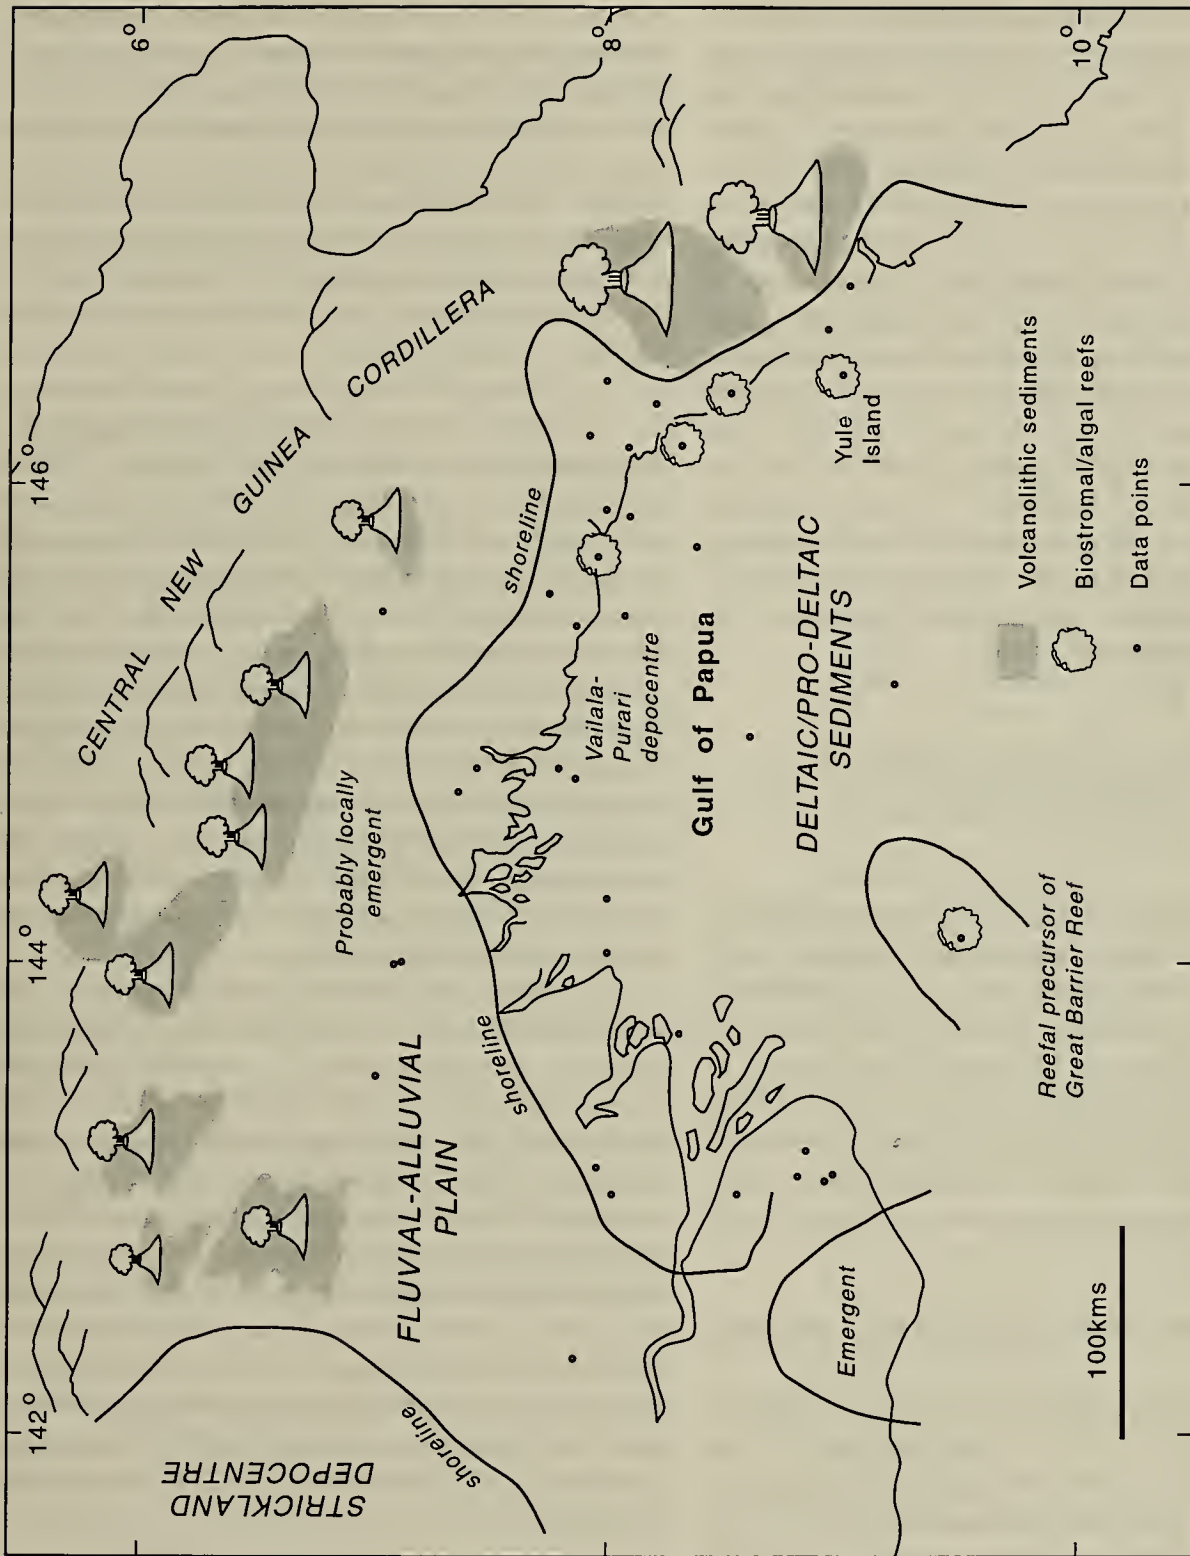 142°
144°
146°
6°
8°
10°
STRICKLAND
DEPOCENTRE
shoreline
CENTRAL
NEW
GUINEA
CORDILLERA
FLUVIAL-ALLUVIAL
PLAIN
Probably locally
emergent
shoreline
shoreline
Vailala-
Purari
depocentre
Gulf of Papua
DELTAIC/PRO-DELTAIC
SEDIMENTS
Yule
Island
Emergent
Reefal precursor of
Great Barrier Reef
100kms
Volcanolithic sediments
Biostromal/algal reefs
Data points